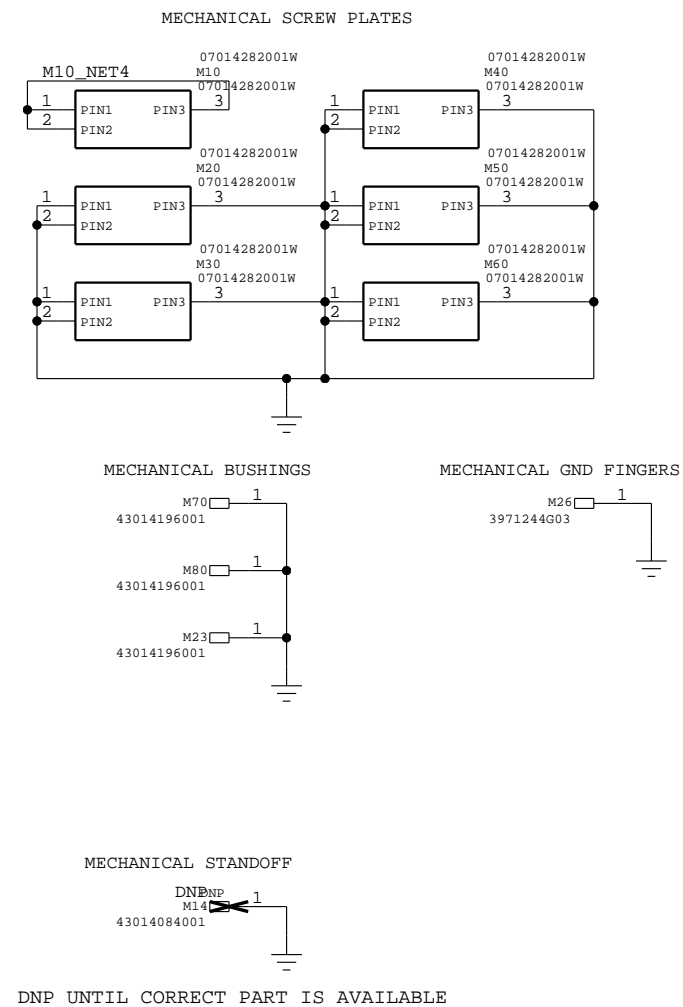 MECHANICAL SCREW PLATES
07014282001W
M10
07014282001W
M10_NET4
1 PIN1 PIN3 3
2 PIN2
07014282001W
M40
07014282001W
1 PIN1 PIN3 3
2 PIN2
07014282001W
M20
07014282001W
1 PIN1 PIN3 3
2 PIN2
07014282001W
M50
07014282001W
1 PIN1 PIN3 3
2 PIN2
07014282001W
M30
07014282001W
1 PIN1 PIN3 3
2 PIN2
07014282001W
M60
07014282001W
1 PIN1 PIN3 3
2 PIN2
MECHANICAL BUSHINGS
M70 1
43014196001
M80 1
43014196001
M23 1
43014196001
MECHANICAL GND FINGERS
M26 1
3971244G03
MECHANICAL STANDOFF
DNP DNP
M14 1
43014084001
DNP UNTIL CORRECT PART IS AVAILABLE